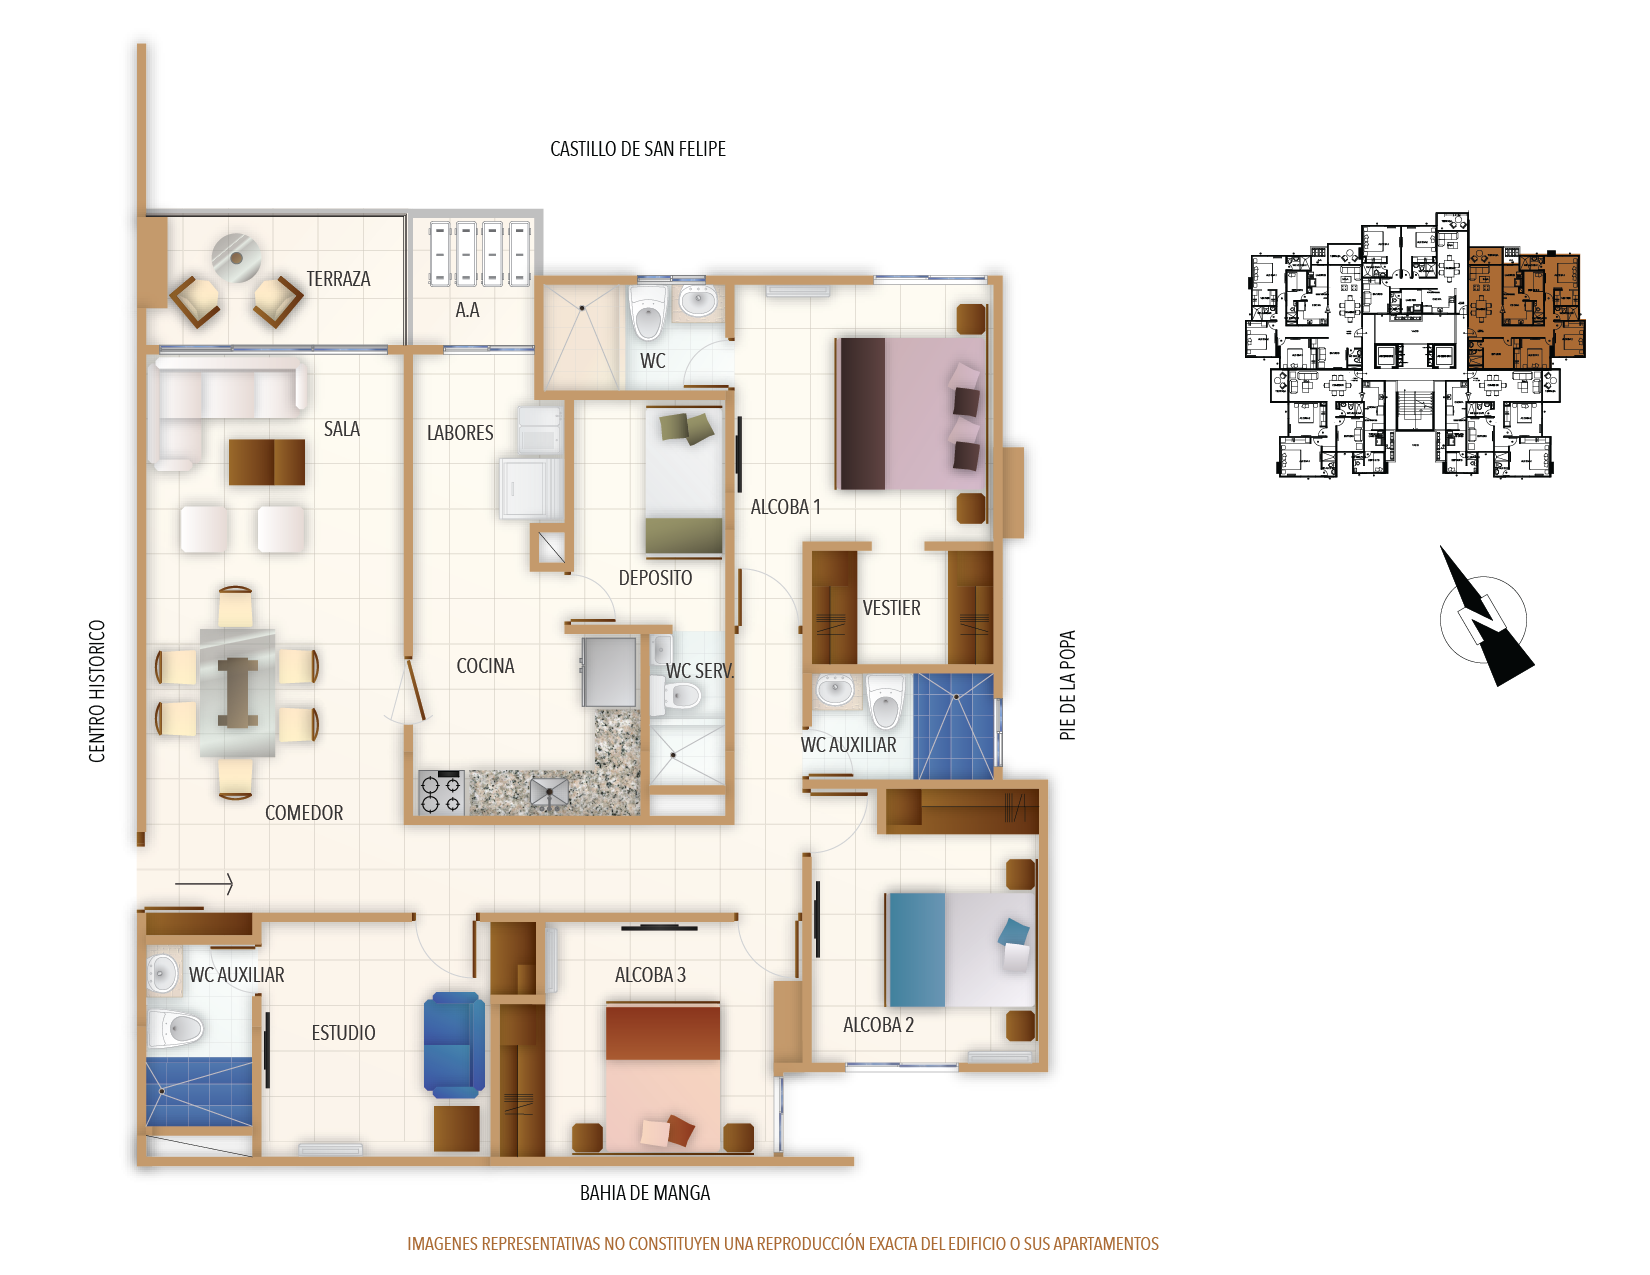 CASTILLO DE SAN FELIPE
TERRAZA
A.A
WC
SALA
LABORES
ALCOBA 1
DEPOSITO
VESTIER
COCINA
WC SERV.
CENTRO HISTORICO
PIE DE LA POPA
WC AUXILIAR
COMEDOR
WC AUXILIAR
ALCOBA 3
ESTUDIO
ALCOBA 2
BAHIA DE MANGA
IMAGENES REPRESENTATIVAS NO CONSTITUYEN UNA REPRODUCCIÓN EXACTA DEL EDIFICIO O SUS APARTAMENTOS